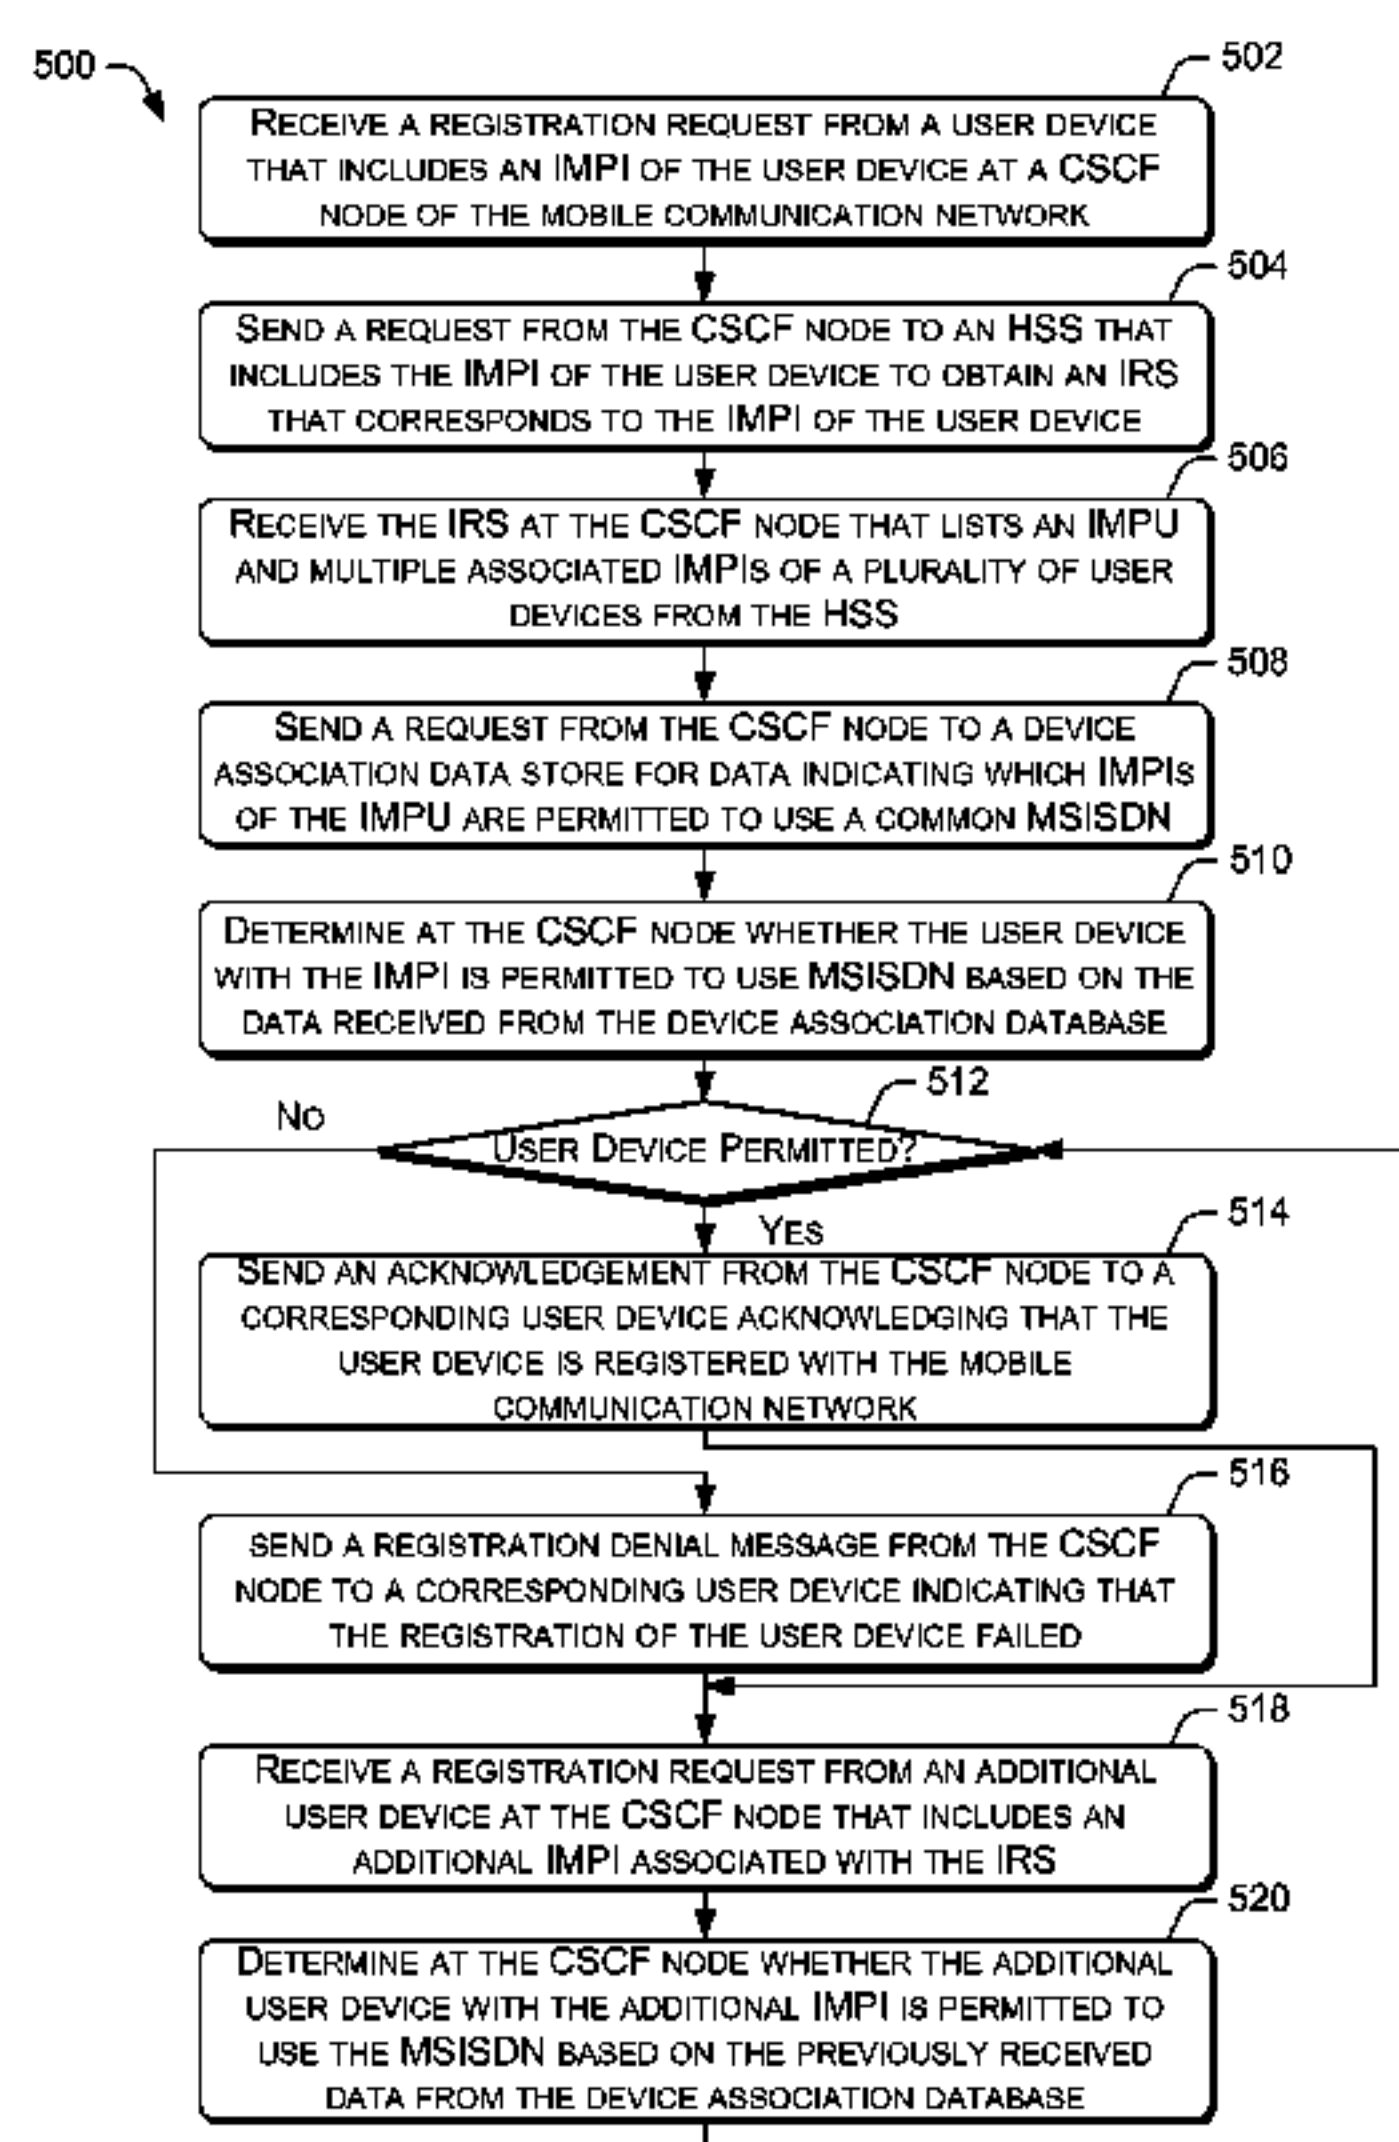 500
502
RECEIVE A REGISTRATION REQUEST FROM A USER DEVICE
THAT INCLUDES AN IMPI OF THE USER DEVICE AT A CSCF
NODE OF THE MOBILE COMMUNICATION NETWORK
504
SEND A REQUEST FROM THE CSCF NODE TO AN HSS THAT
INCLUDES THE IMPI OF THE USER DEVICE TO OBTAIN AN IRS
THAT CORRESPONDS TO THE IMPI OF THE USER DEVICE
506
RECEIVE THE IRS AT THE CSCF NODE THAT LISTS AN IMPU
AND MULTIPLE ASSOCIATED IMPIS OF A PLURALITY OF USER
DEVICES FROM THE HSS
508
SEND A REQUEST FROM THE CSCF NODE TO A DEVICE
ASSOCIATION DATA STORE FOR DATA INDICATING WHICH IMPIS
OF THE IMPU ARE PERMITTED TO USE A COMMON MSISDN
510
DETERMINE AT THE CSCF NODE WHETHER THE USER DEVICE
WITH THE IMPI IS PERMITTED TO USE MSISDN BASED ON THE
DATA RECEIVED FROM THE DEVICE ASSOCIATION DATABASE
512
NO
USER DEVICE PERMITTED?
YES
514
SEND AN ACKNOWLEDGEMENT FROM THE CSCF NODE TO A
CORRESPONDING USER DEVICE ACKNOWLEDGING THAT THE
USER DEVICE IS REGISTERED WITH THE MOBILE
COMMUNICATION NETWORK
516
SEND A REGISTRATION DENIAL MESSAGE FROM THE CSCF
NODE TO A CORRESPONDING USER DEVICE INDICATING THAT
THE REGISTRATION OF THE USER DEVICE FAILED
518
RECEIVE A REGISTRATION REQUEST FROM AN ADDITIONAL
USER DEVICE AT THE CSCF NODE THAT INCLUDES AN
ADDITIONAL IMPI ASSOCIATED WITH THE IRS
520
DETERMINE AT THE CSCF NODE WHETHER THE ADDITIONAL
USER DEVICE WITH THE ADDITIONAL IMPI IS PERMITTED TO
USE THE MSISDN BASED ON THE PREVIOUSLY RECEIVED
DATA FROM THE DEVICE ASSOCIATION DATABASE